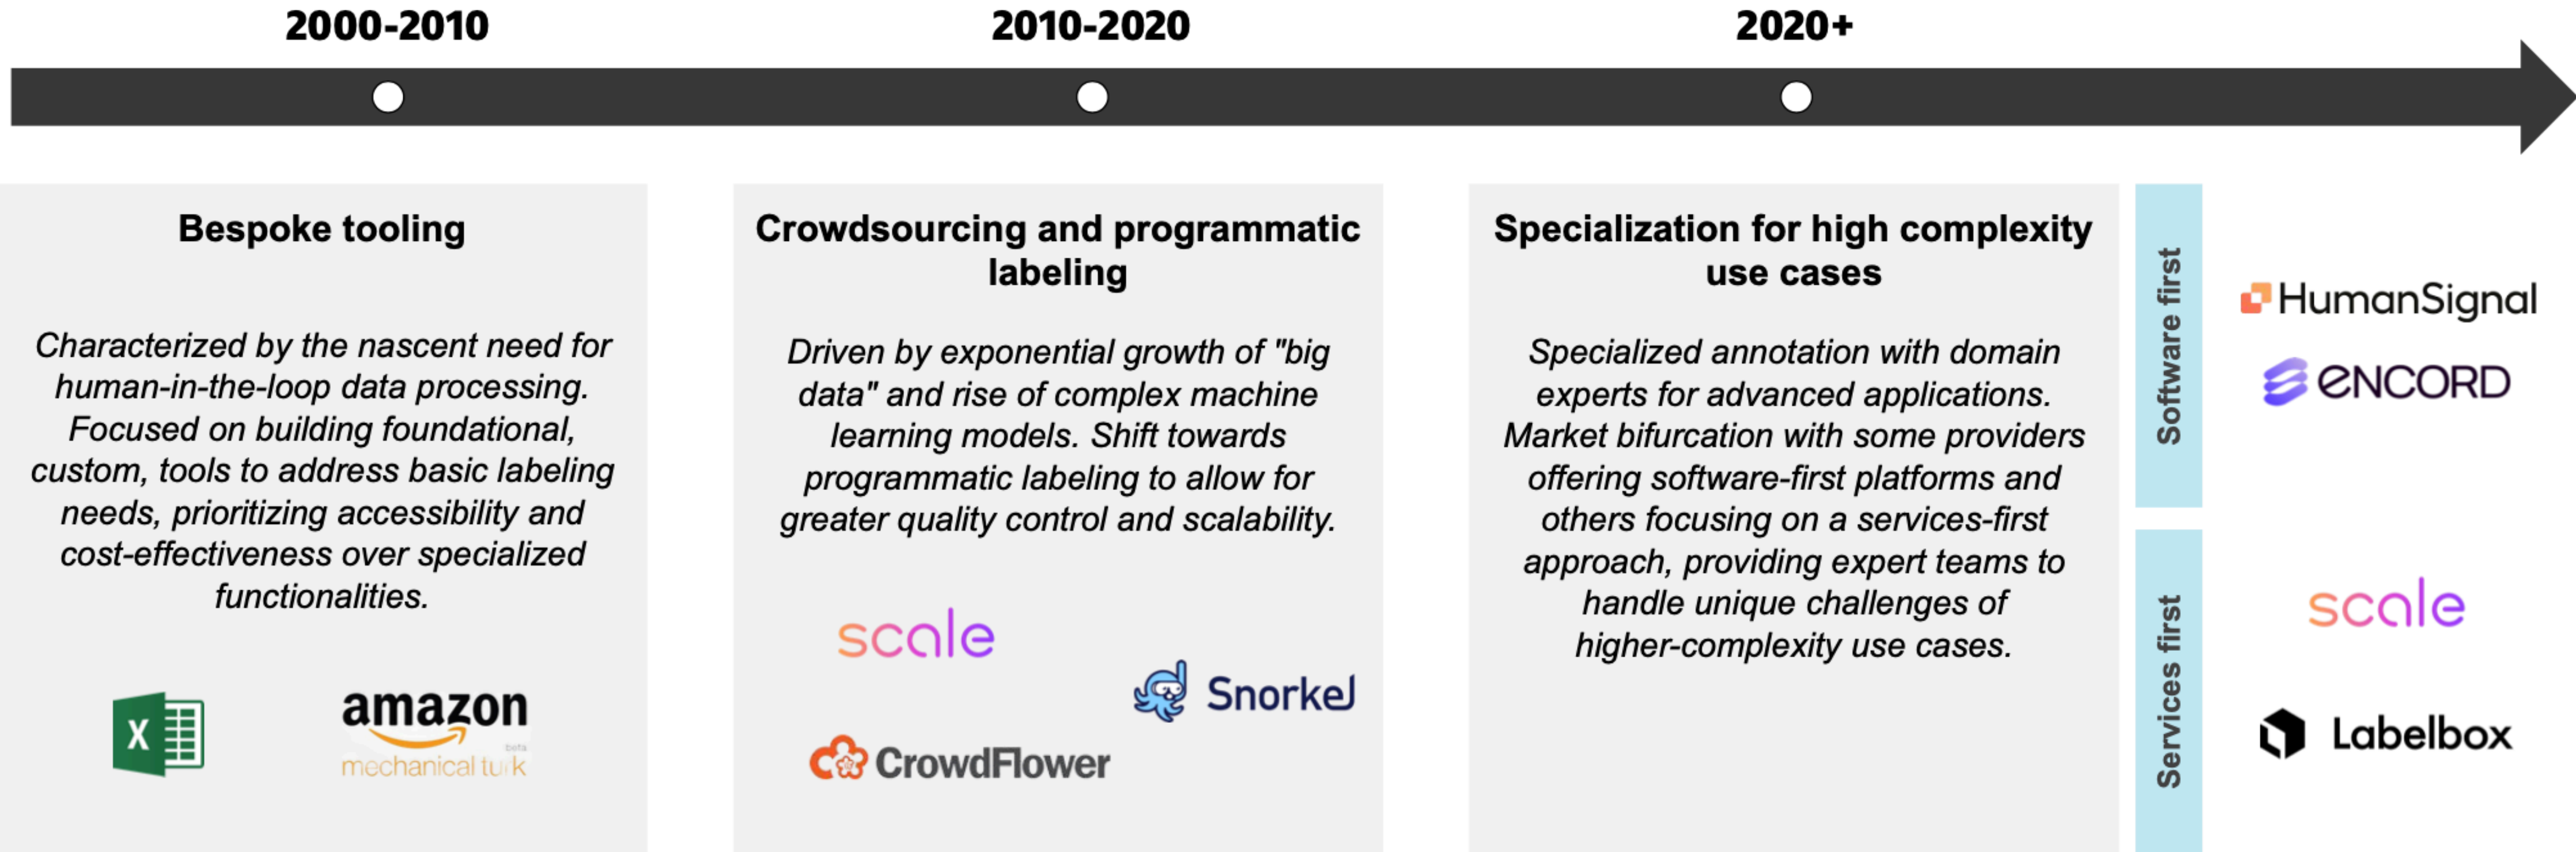 2000-2010
2010-2020
2020+
Bespoke tooling
Characterized by the nascent need for
human-in-the-loop data processing.
Focused on building foundational,
custom, tools to address basic labeling
needs, prioritizing accessibility and
cost-effectiveness over specialized
functionalities.
X
amazon
beta
mechanical turk
Crowdsourcing and programmatic
labeling
Driven by exponential growth of "big
data" and rise of complex machine
learning models. Shift towards
programmatic labeling to allow for
greater quality control and scalability.
scale
Snorkel
CrowdFlower
Specialization for high complexity
use cases
Specialized annotation with domain
experts for advanced applications.
Market bifurcation with some providers
offering software-first platforms and
others focusing on a services-first
approach, providing expert teams to
handle unique challenges of
higher-complexity use cases.
Software first
HumanSignal
ENCORD
Services first
scale
Labelbox